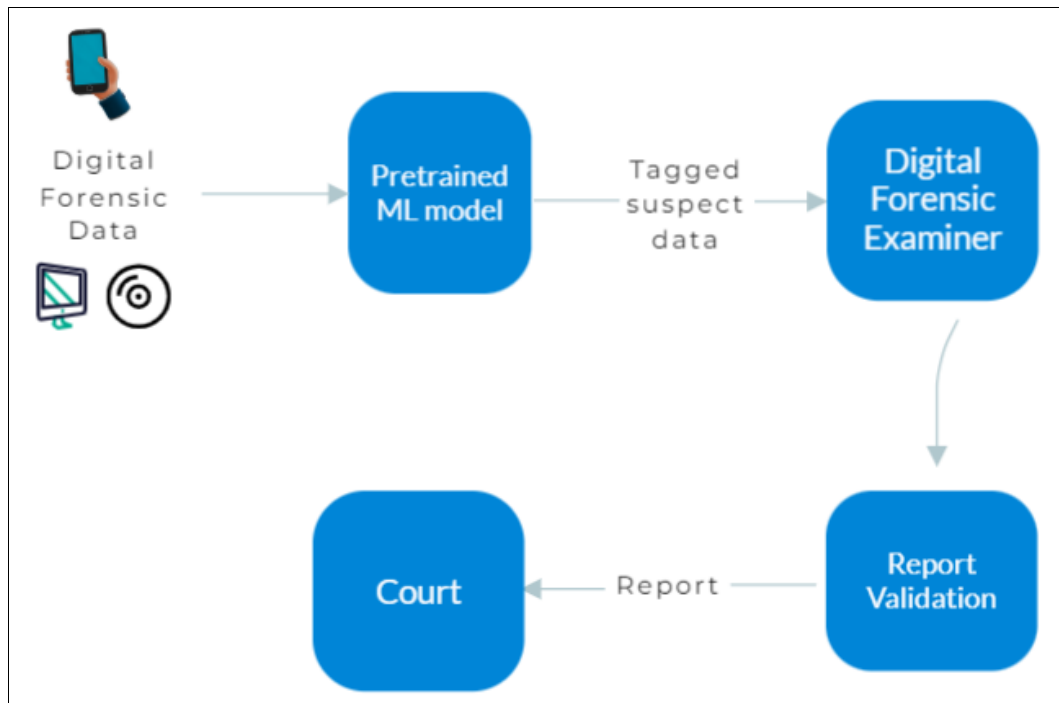 Digital
Forensic
Data
Pretrained
ML model
Tagged
suspect
data
Digital
Forensic
Examiner
Report
Validation
Report
Court